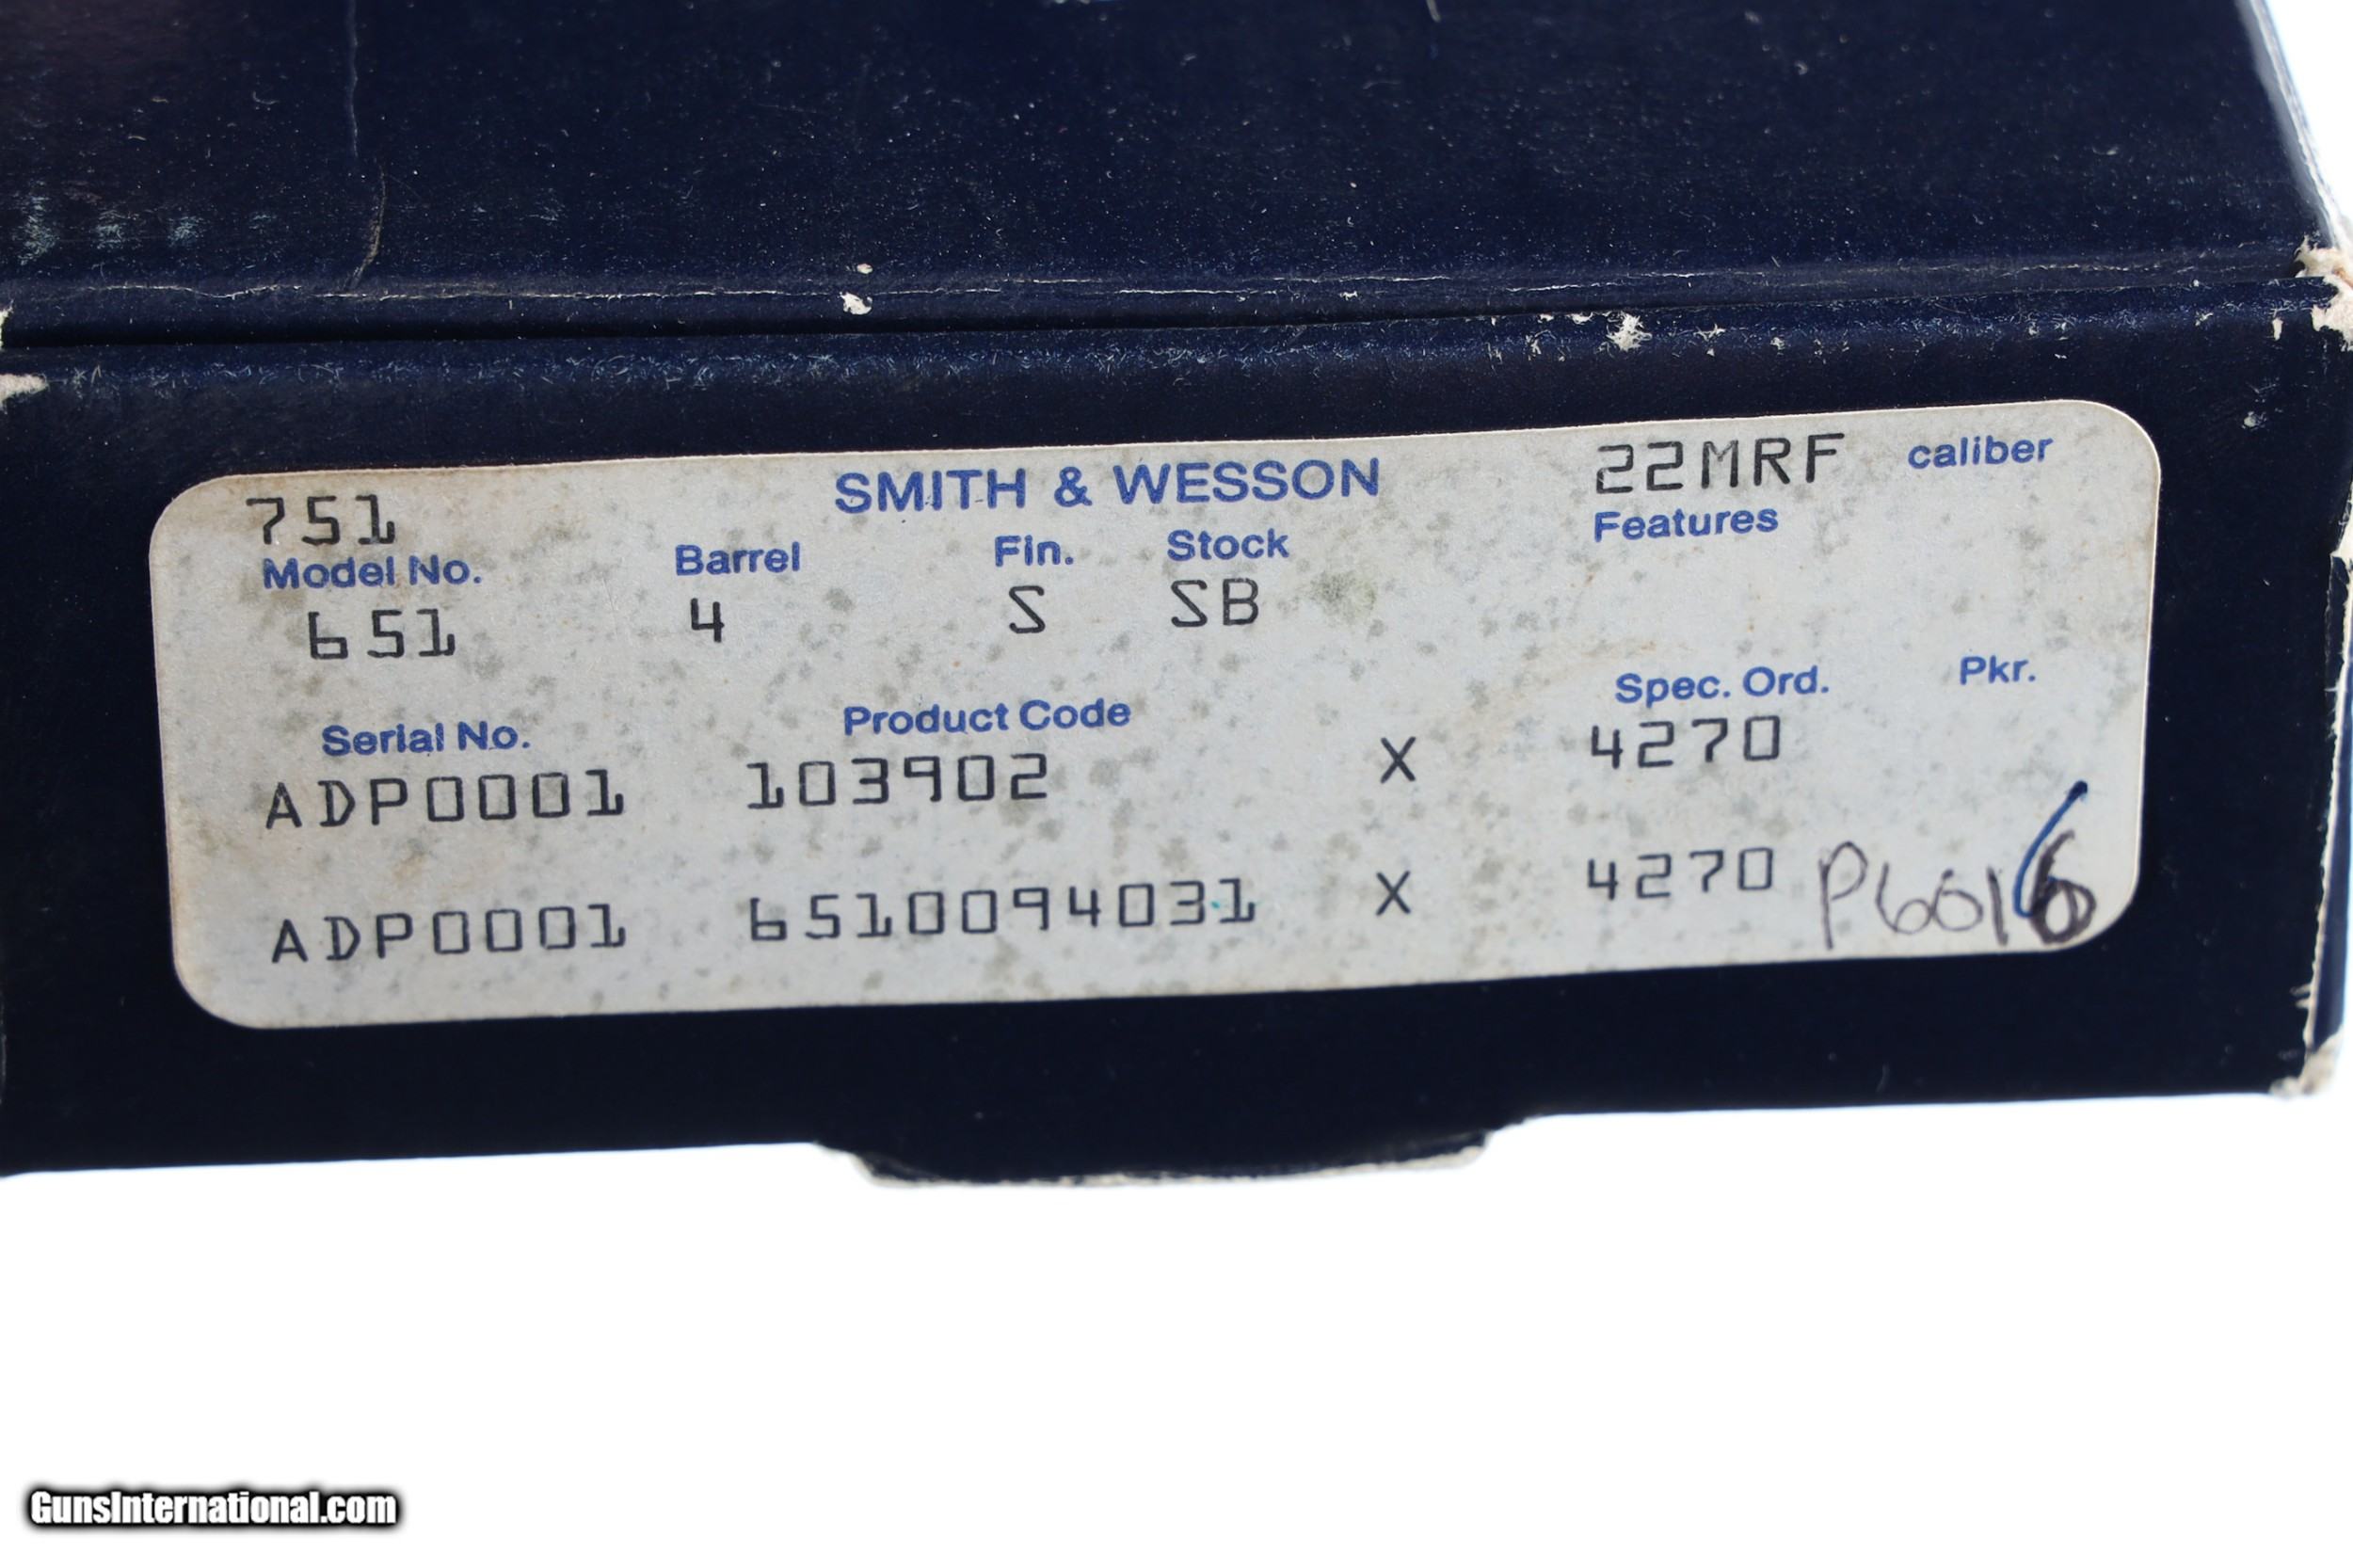 751 SMITH & WESSON 22MRF caliber
Model No. Barrel Fin. Stock Features
651 4 S SB
Serial No. Product Code Spec. Ord. Pkr.
ADP0001 103902 X 4270
ADP0001 6510094031 X 4270 P6016
GunsInternational.com